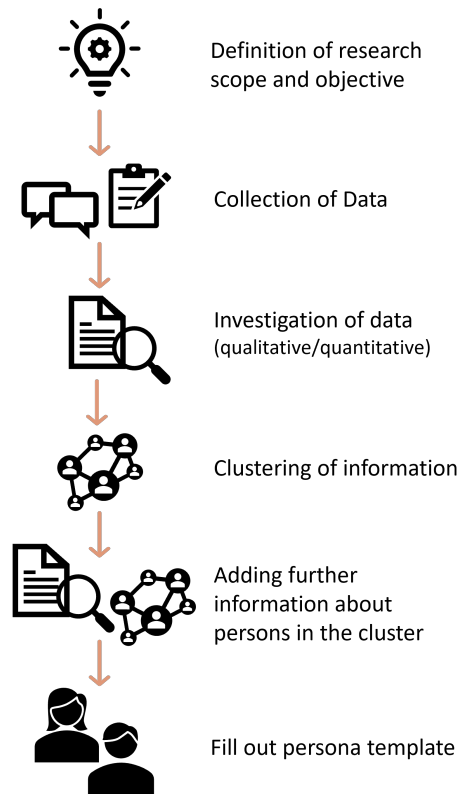 Definition of research
scope and objective
Collection of Data
Investigation of data
(qualitative/quantitative)
Clustering of information
Adding further
information about
persons in the cluster
Fill out persona template